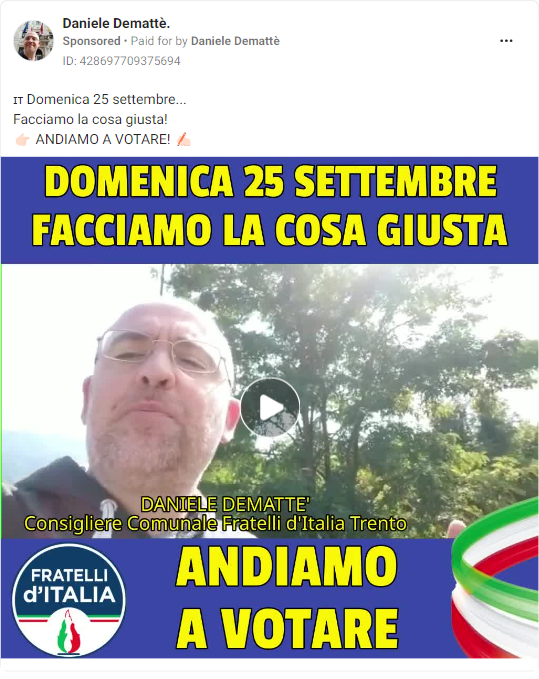 Daniele Demattè.
Sponsored • Paid for by Daniele Demattè
ID: 428697709375694
IT Domenica 25 settembre...
Facciamo la cosa giusta!
👉🏻 ANDIAMO A VOTARE! ✍🏻
DOMENICA 25 SETTEMBRE
FACCIAMO LA COSA GIUSTA
DANIELE DEMATTE'
Consigliere Comunale Fratelli d'Italia Trento
FRATELLI
d'ITALIA
ANDIAMO
A VOTARE